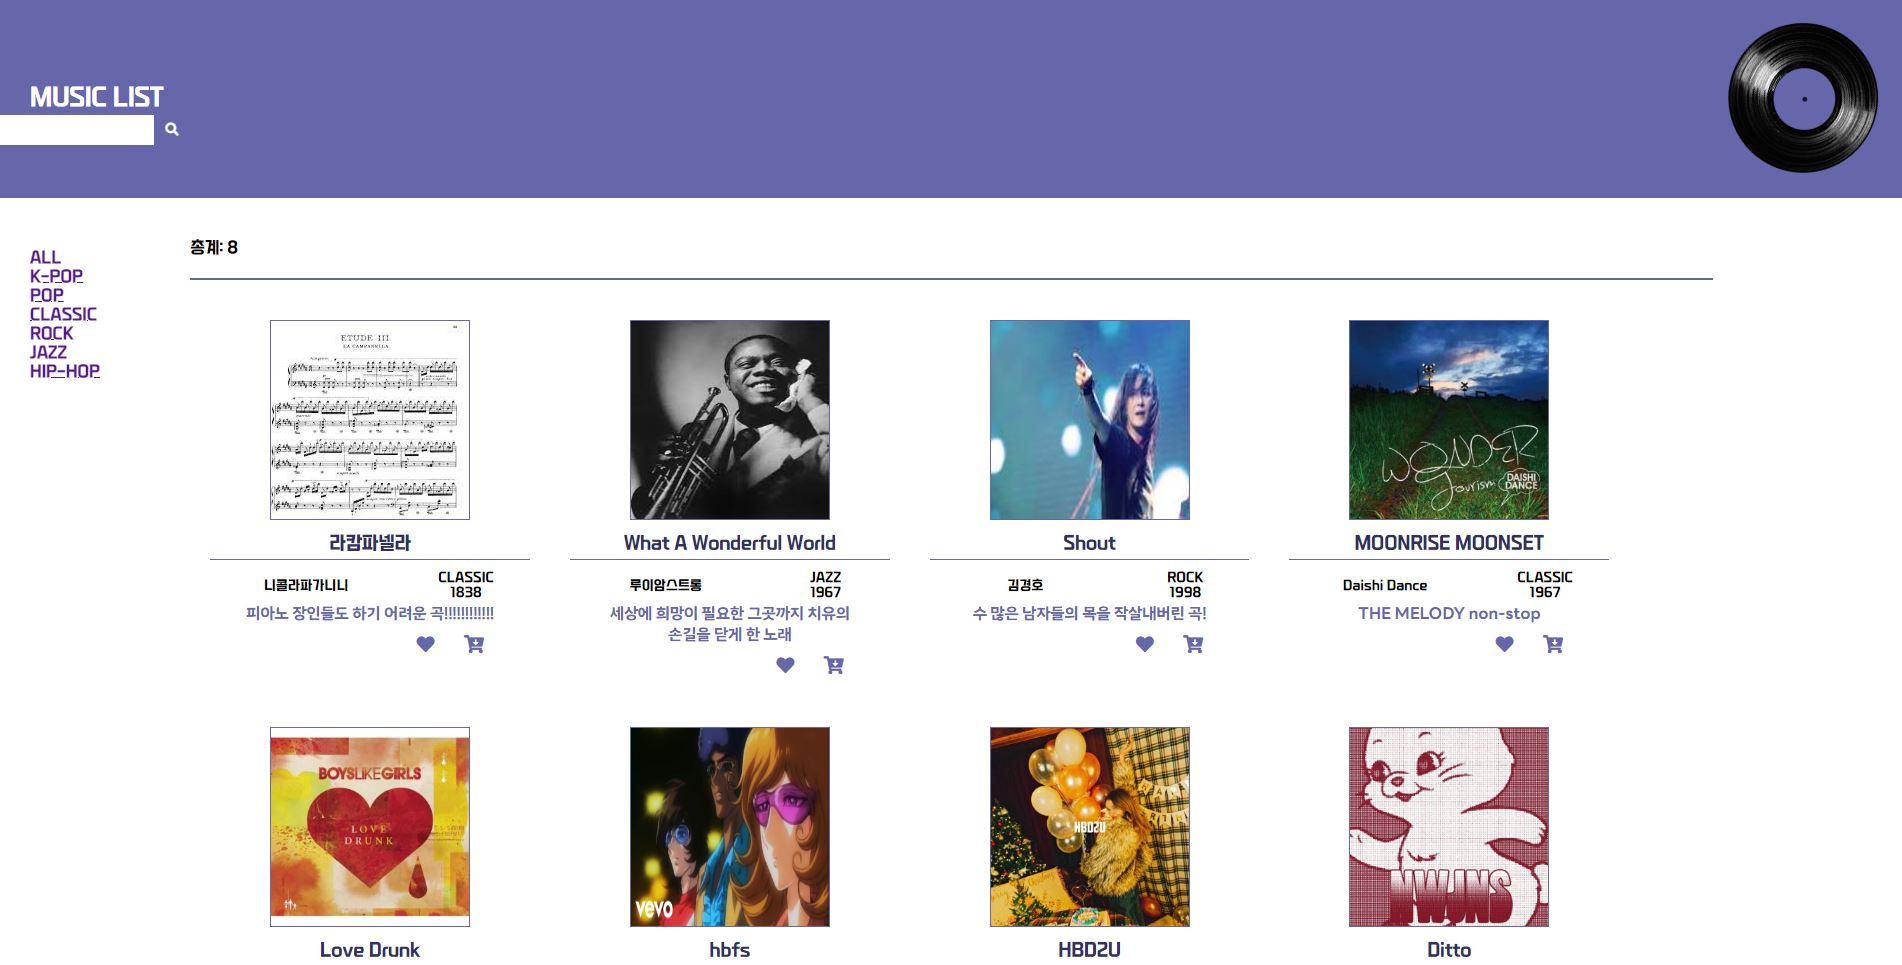 MUSIC LIST
총계: 8
ALL
K-POP
POP
CLASSIC
ROCK
JAZZ
HIP-HOP
ETUDE III.
LA CAMPANELLA.
WONDER
tourism
DAISHI
DANCE
라캄파넬라
What A Wonderful World
Shout
MOONRISE MOONSET
니콜라파가니니
CLASSIC
1838
피아노 장인들도 하기 어려운 곡!!!!!!!!!!!!
루이암스트롱
JAZZ
1967
세상에 희망이 필요한 그곳까지 치유의
손길을 닫게 한 노래
김경호
ROCK
1998
수 많은 남자들의 목을 작살내버린 곡!
Daishi Dance
CLASSIC
1967
THE MELODY non-stop
BOYSLIKEGIRLS
LOVE
DRUNK
vevo
HBD2U
NWJNS
Love Drunk
hbfs
HBD2U
Ditto